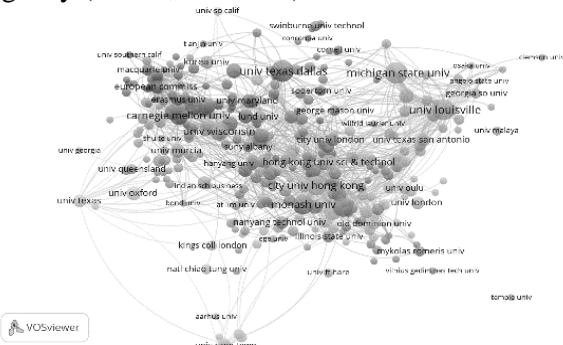 univ so calif
swinburne univ technol
concordia univ
tianjin univ
cornell univ
univ southern calif
korea univ
clemson univ
macquarie univ
univ texas dallas
michigan state univ
osaka univ
european commiss
angelo state univ
georgia so univ
erasmus univ
univ maryland
george mason univ
univ louisville
carnegie mellon univ
lund univ
wilfrid laurier univ
univ wisconsin
univ malaya
city univ london
univ texas san antonio
suny albany
univ georgia
univ murcia
hanyang univ
hong kong univ sci & technol
univ queensland
indian sch business
city univ hong kong
univ oulu
univ oxford
univ texas
bond univ
monash univ
univ london
nanyang technol univ
old dominion univ
illinois state univ
kings coll london
mykolas romeris univ
natl chiao tung univ
vilnius gediminas tech univ
temple univ
aarhus univ
VOSviewer